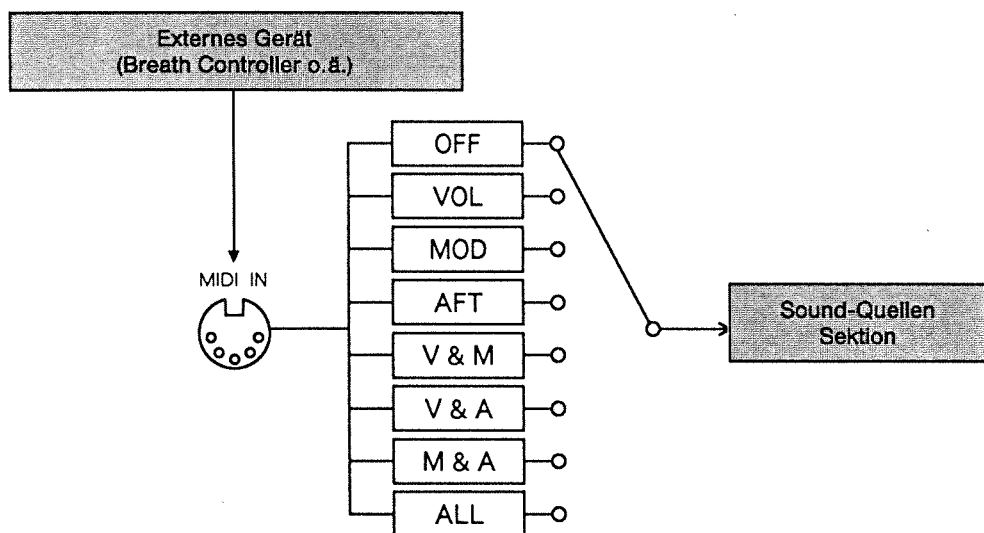 Externes Gerät
(Breath Controller o.ä.)
OFF
VOL
MOD
MIDI IN
AFT
Sound-Quellen
Sektion
V & M
V & A
M & A
ALL